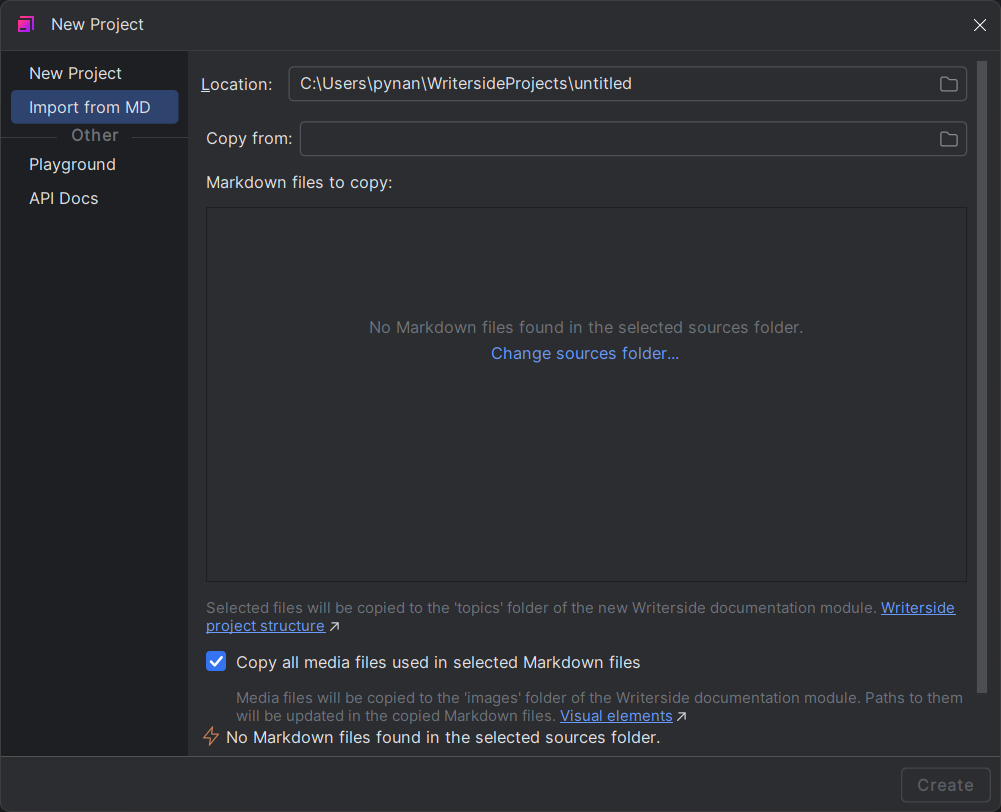 New Project
New Project
Import from MD
Other
Playground
API Docs
Location: C:\Users\pynan\WritersideProjects\untitled
Copy from:
Markdown files to copy:
No Markdown files found in the selected sources folder.
Change sources folder...
Selected files will be copied to the 'topics' folder of the new Writerside documentation module. Writerside
project structure ↗
Copy all media files used in selected Markdown files
Media files will be copied to the 'images' folder of the Writerside documentation module. Paths to them
will be updated in the copied Markdown files. Visual elements ↗
No Markdown files found in the selected sources folder.
Create